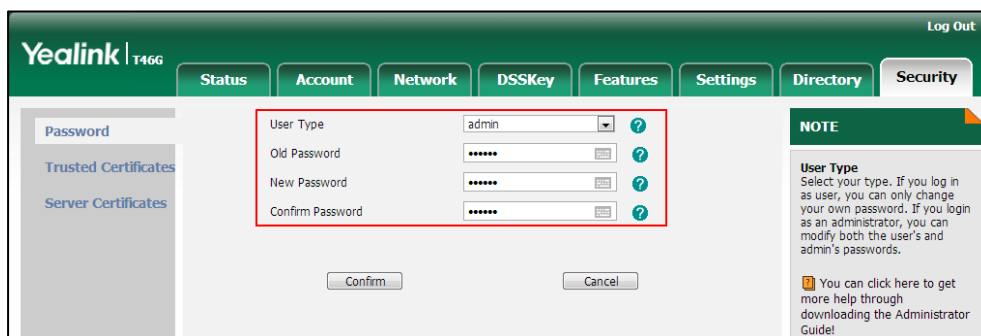 Log Out
Yealink | T46G
Status Account Network DSSKey Features Settings Directory Security
Password
Trusted Certificates
Server Certificates
User Type admin
Old Password ••••••
New Password ••••••
Confirm Password ••••••
Confirm Cancel
NOTE
User Type
Select your type. If you log in
as user, you can only change
your own password. If you login
as an administrator, you can
modify both the user's and
admin's passwords.
You can click here to get
more help through
downloading the Administrator
Guide!